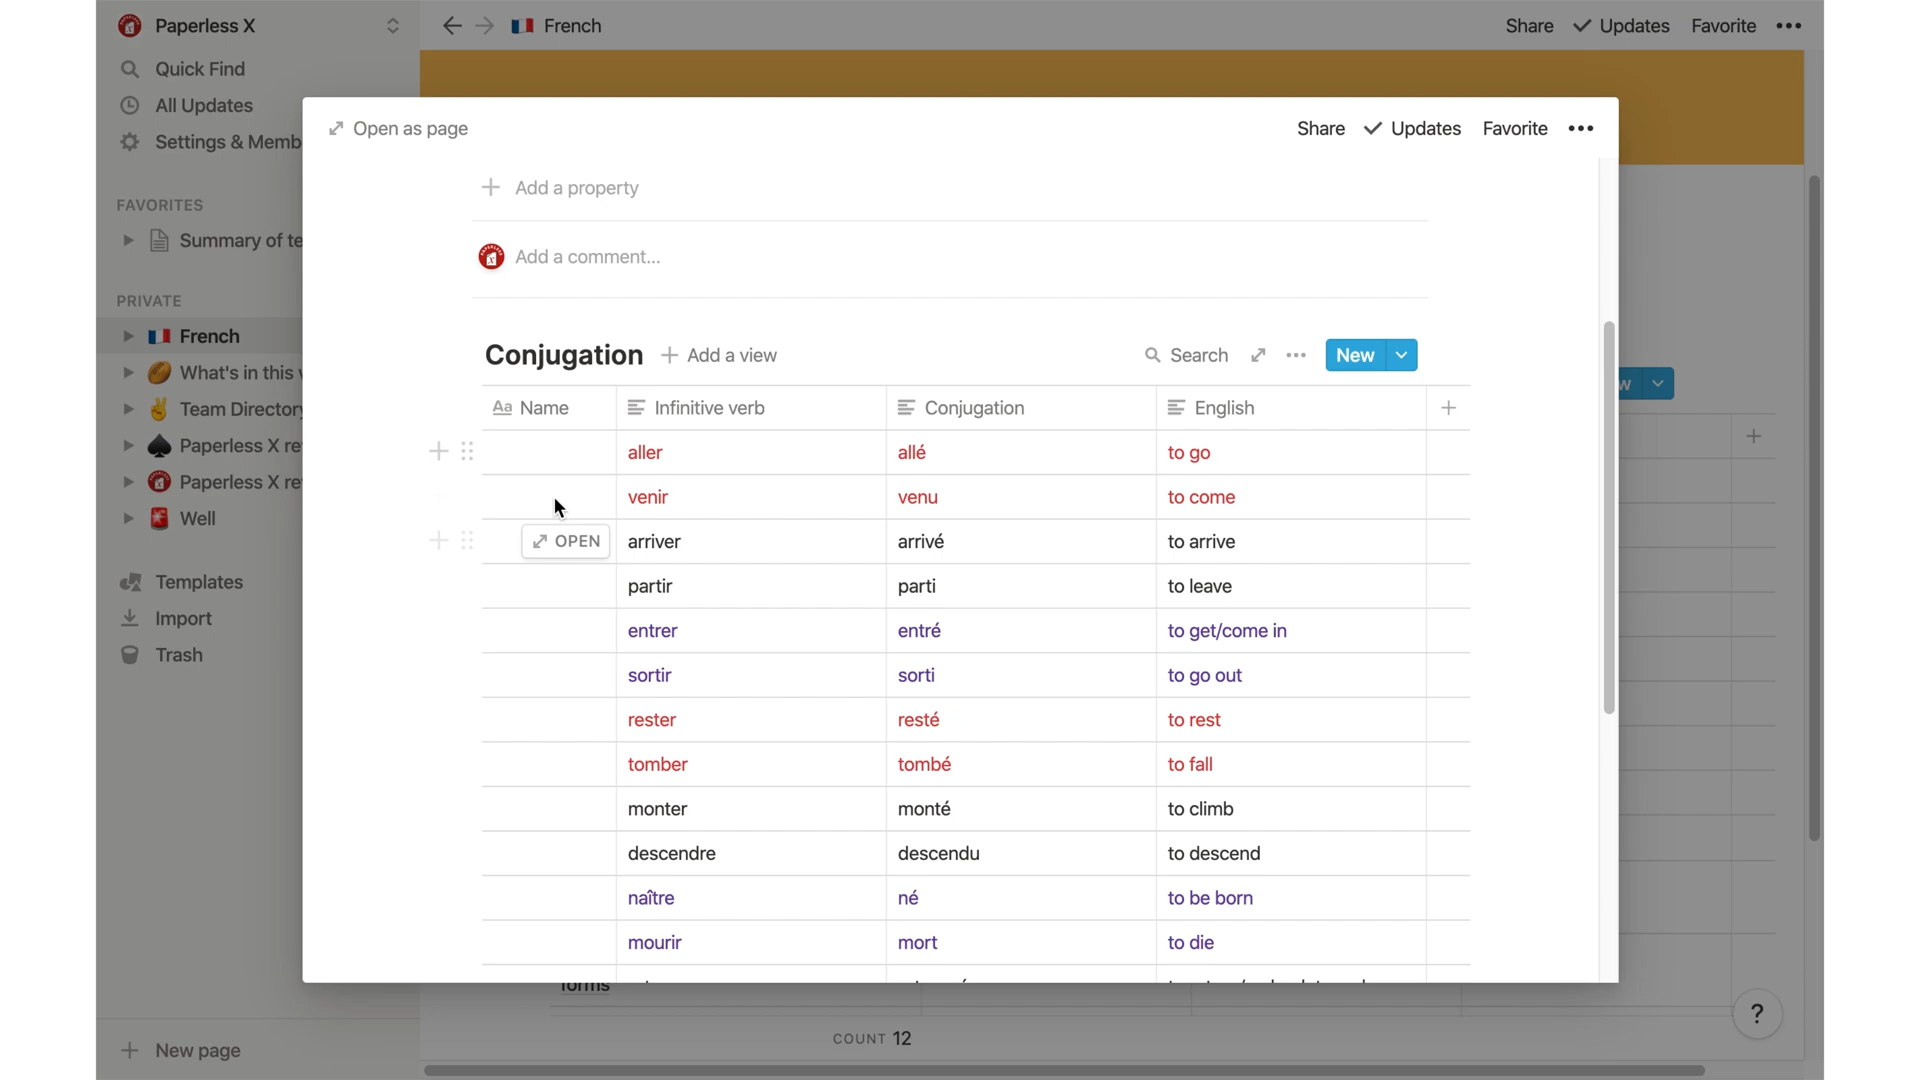 Paperless X
French
Share
Updates
Favorite
Quick Find
All Updates
Settings & Memb
FAVORITES
Summary of te
PRIVATE
French
What's in this
Team Directory
Paperless X re
Paperless X re
Well
Templates
Import
Trash
New page
Open as page
Share
Updates
Favorite
Add a property
Add a comment...
Conjugation
Add a view
Search
New
Aa Name Infinitive verb Conjugation English
aller allé to go
venir venu to come
OPEN arriver arrivé to arrive
partir parti to leave
entrer entré to get/come in
sortir sorti to go out
rester resté to rest
tomber tombé to fall
monter monté to climb
descendre descendu to descend
naître né to be born
mourir mort to die
forms
COUNT 12
?